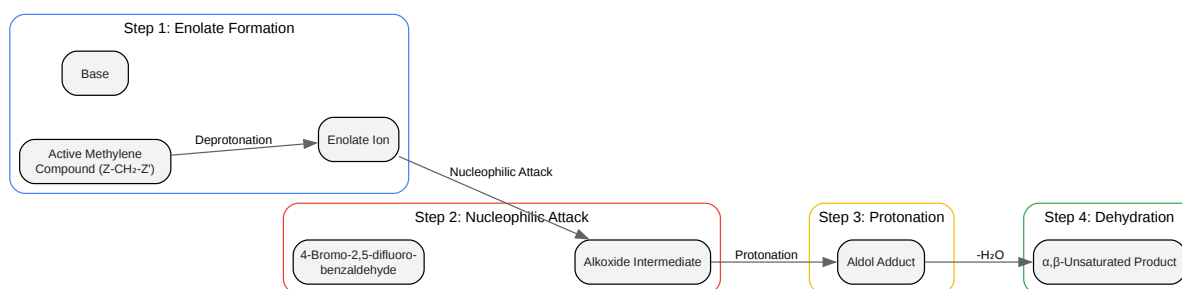 Step 1: Enolate Formation
Base
Deprotonation
Enolate Ion
Active Methylene
Compound (Z-CH₂-Z')
Nucleophilic Attack
Step 2: Nucleophilic Attack
4-Bromo-2,5-difluoro-
benzaldehyde
Alkoxide Intermediate
Protonation
Step 3: Protonation
Aldol Adduct
-H₂O
Step 4: Dehydration
α,β-Unsaturated Product